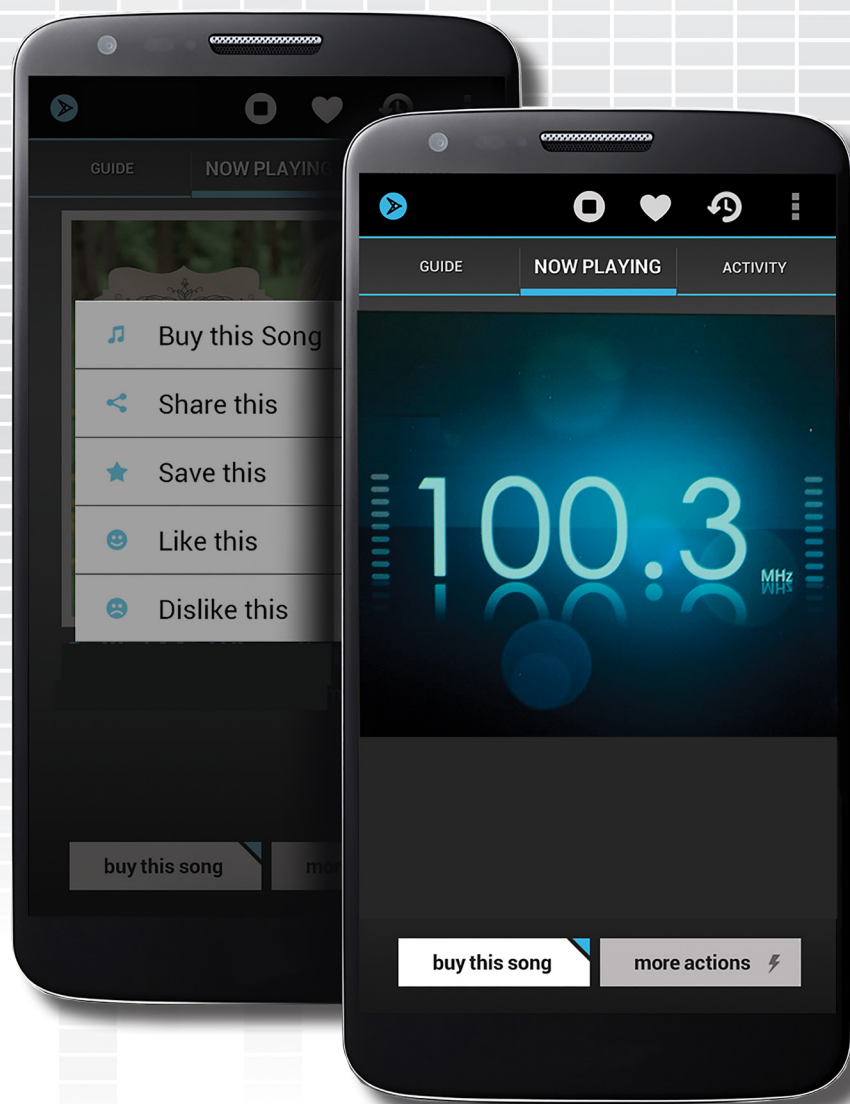 GUIDE
NOW PLAYING
Buy this Song
Share this
Save this
Like this
Dislike this
buy this song
GUIDE
NOW PLAYING
ACTIVITY
100.3
MHz
buy this song
more actions